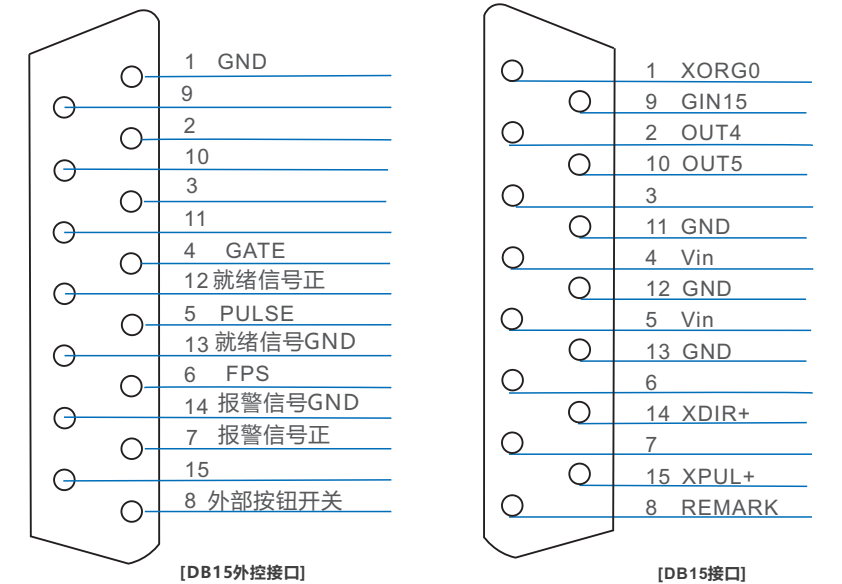 1 GND
9
2
10
3
11
4 GATE
12 就绪信号正
5 PULSE
13 就绪信号GND
6 FPS
14 报警信号GND
7 报警信号正
15
8 外部按钮开关
[DB15外控接口]
1 XORG0
9 GIN15
2 OUT4
10 OUT5
3
11 GND
4 Vin
12 GND
5 Vin
13 GND
6
14 XDIR+
7
15 XPUL+
8 REMARK
[DB15接口]